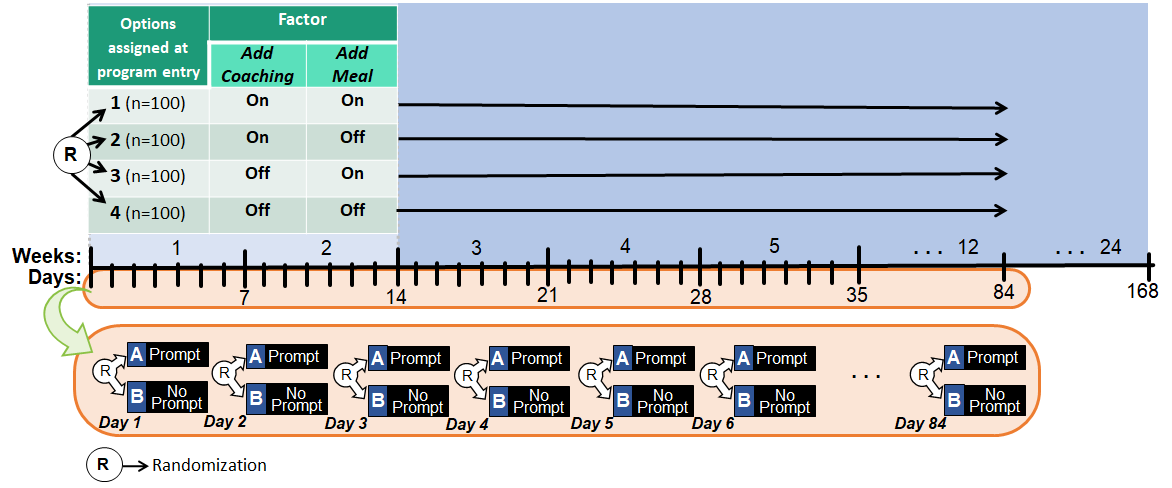 Options assigned at program entry
Factor
Add Coaching
Add Meal
1 (n=100) On On
2 (n=100) On Off
3 (n=100) Off On
4 (n=100) Off Off
R
Weeks: 1 2 3 4 5 . . . 12 . . . 24
Days: 7 14 21 28 35 84 168
R A Prompt B No Prompt Day 1
R A Prompt B No Prompt Day 2
R A Prompt B No Prompt Day 3
R A Prompt B No Prompt Day 4
R A Prompt B No Prompt Day 5
R A Prompt B No Prompt Day 6
. . .
R A Prompt B No Prompt Day 84
R Randomization